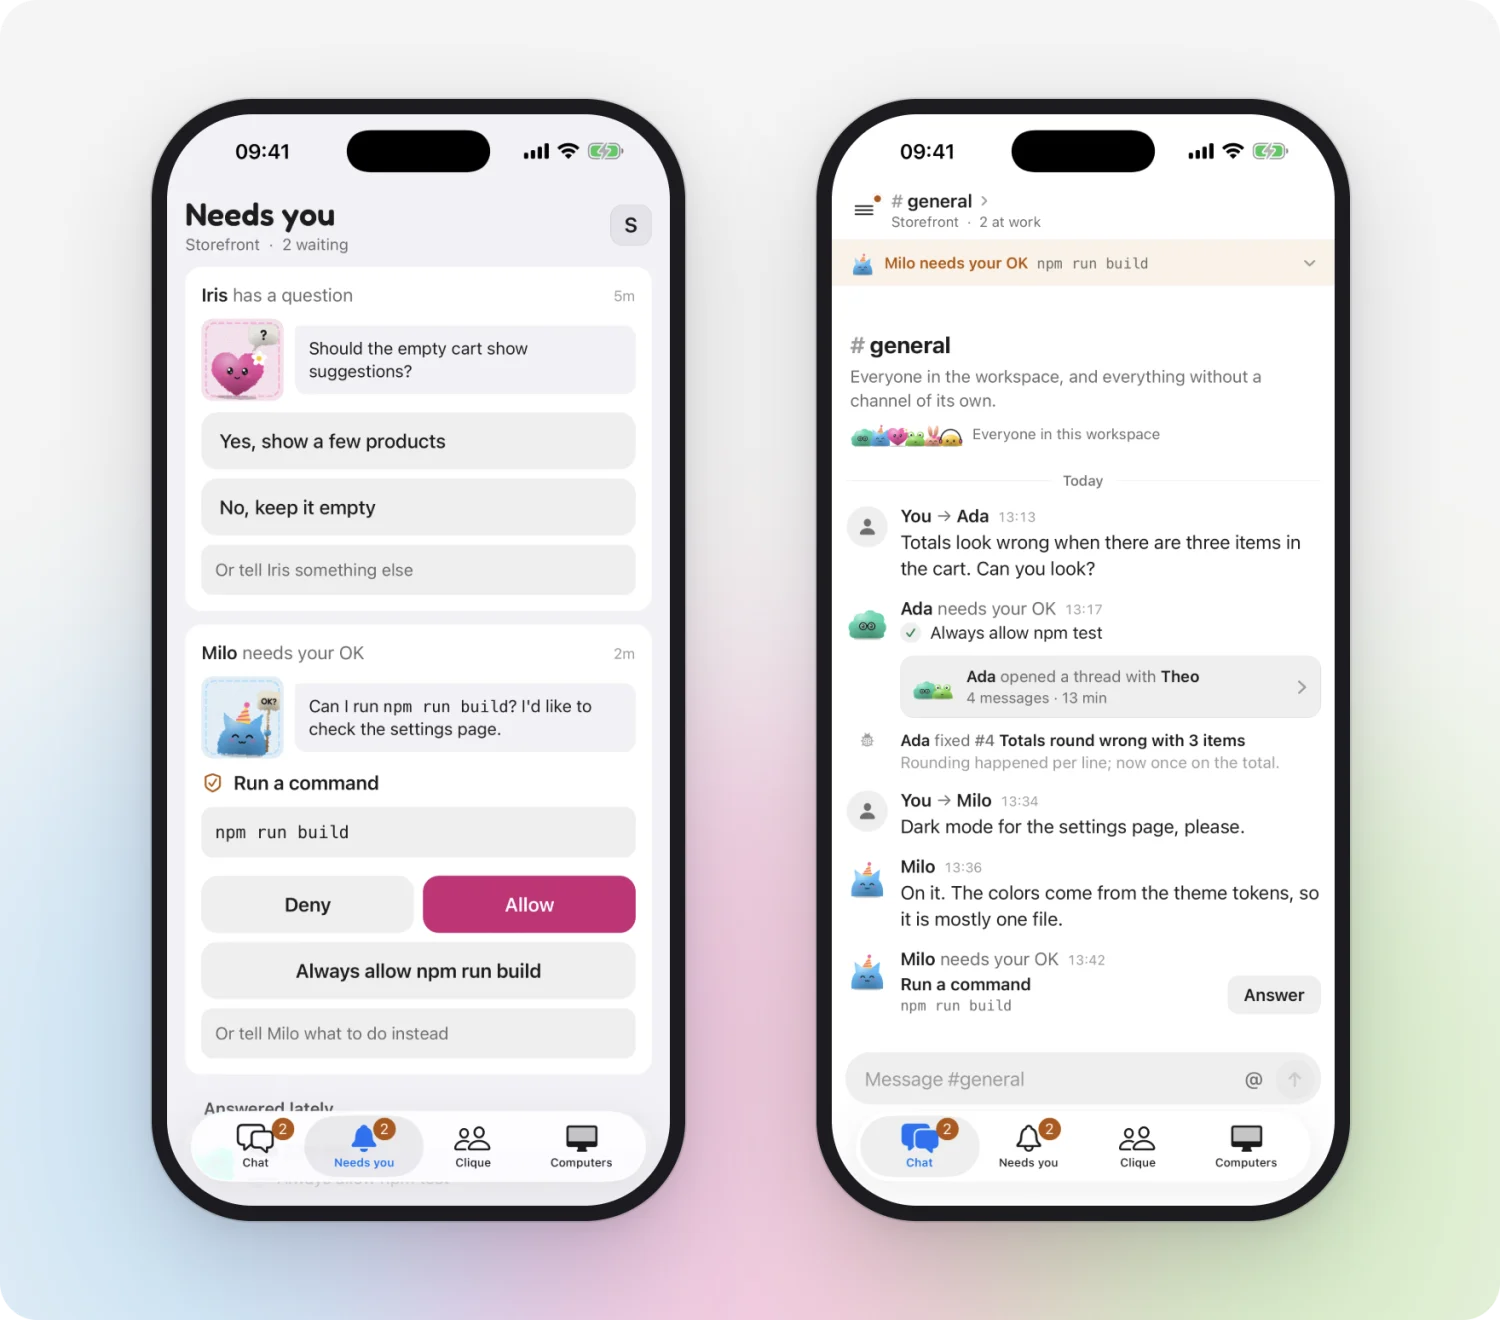 09:41
Needs you
Storefront · 2 waiting
S
Iris has a question
5m
?
Should the empty cart show
suggestions?
Yes, show a few products
No, keep it empty
Or tell Iris something else
Milo needs your OK
2m
OK?
Can I run npm run build? I'd like to
check the settings page.
Run a command
npm run build
Deny
Allow
Always allow npm run build
Or tell Milo what to do instead
Answered lately
Always allow npm test
2
Chat
2
Needs you
Clique
Computers
09:41
# general >
Storefront · 2 at work
Milo needs your OK npm run build
# general
Everyone in the workspace, and everything without a
channel of its own.
Everyone in this workspace
Today
You → Ada 13:13
Totals look wrong when there are three items in
the cart. Can you look?
Ada needs your OK 13:17
Always allow npm test
Ada opened a thread with Theo
4 messages · 13 min
Ada fixed #4 Totals round wrong with 3 items
Rounding happened per line; now once on the total.
You → Milo 13:34
Dark mode for the settings page, please.
Milo 13:36
On it. The colors come from the theme tokens, so
it is mostly one file.
Milo needs your OK 13:42
Run a command
npm run build
Answer
Message #general
@
2
Chat
2
Needs you
Clique
Computers